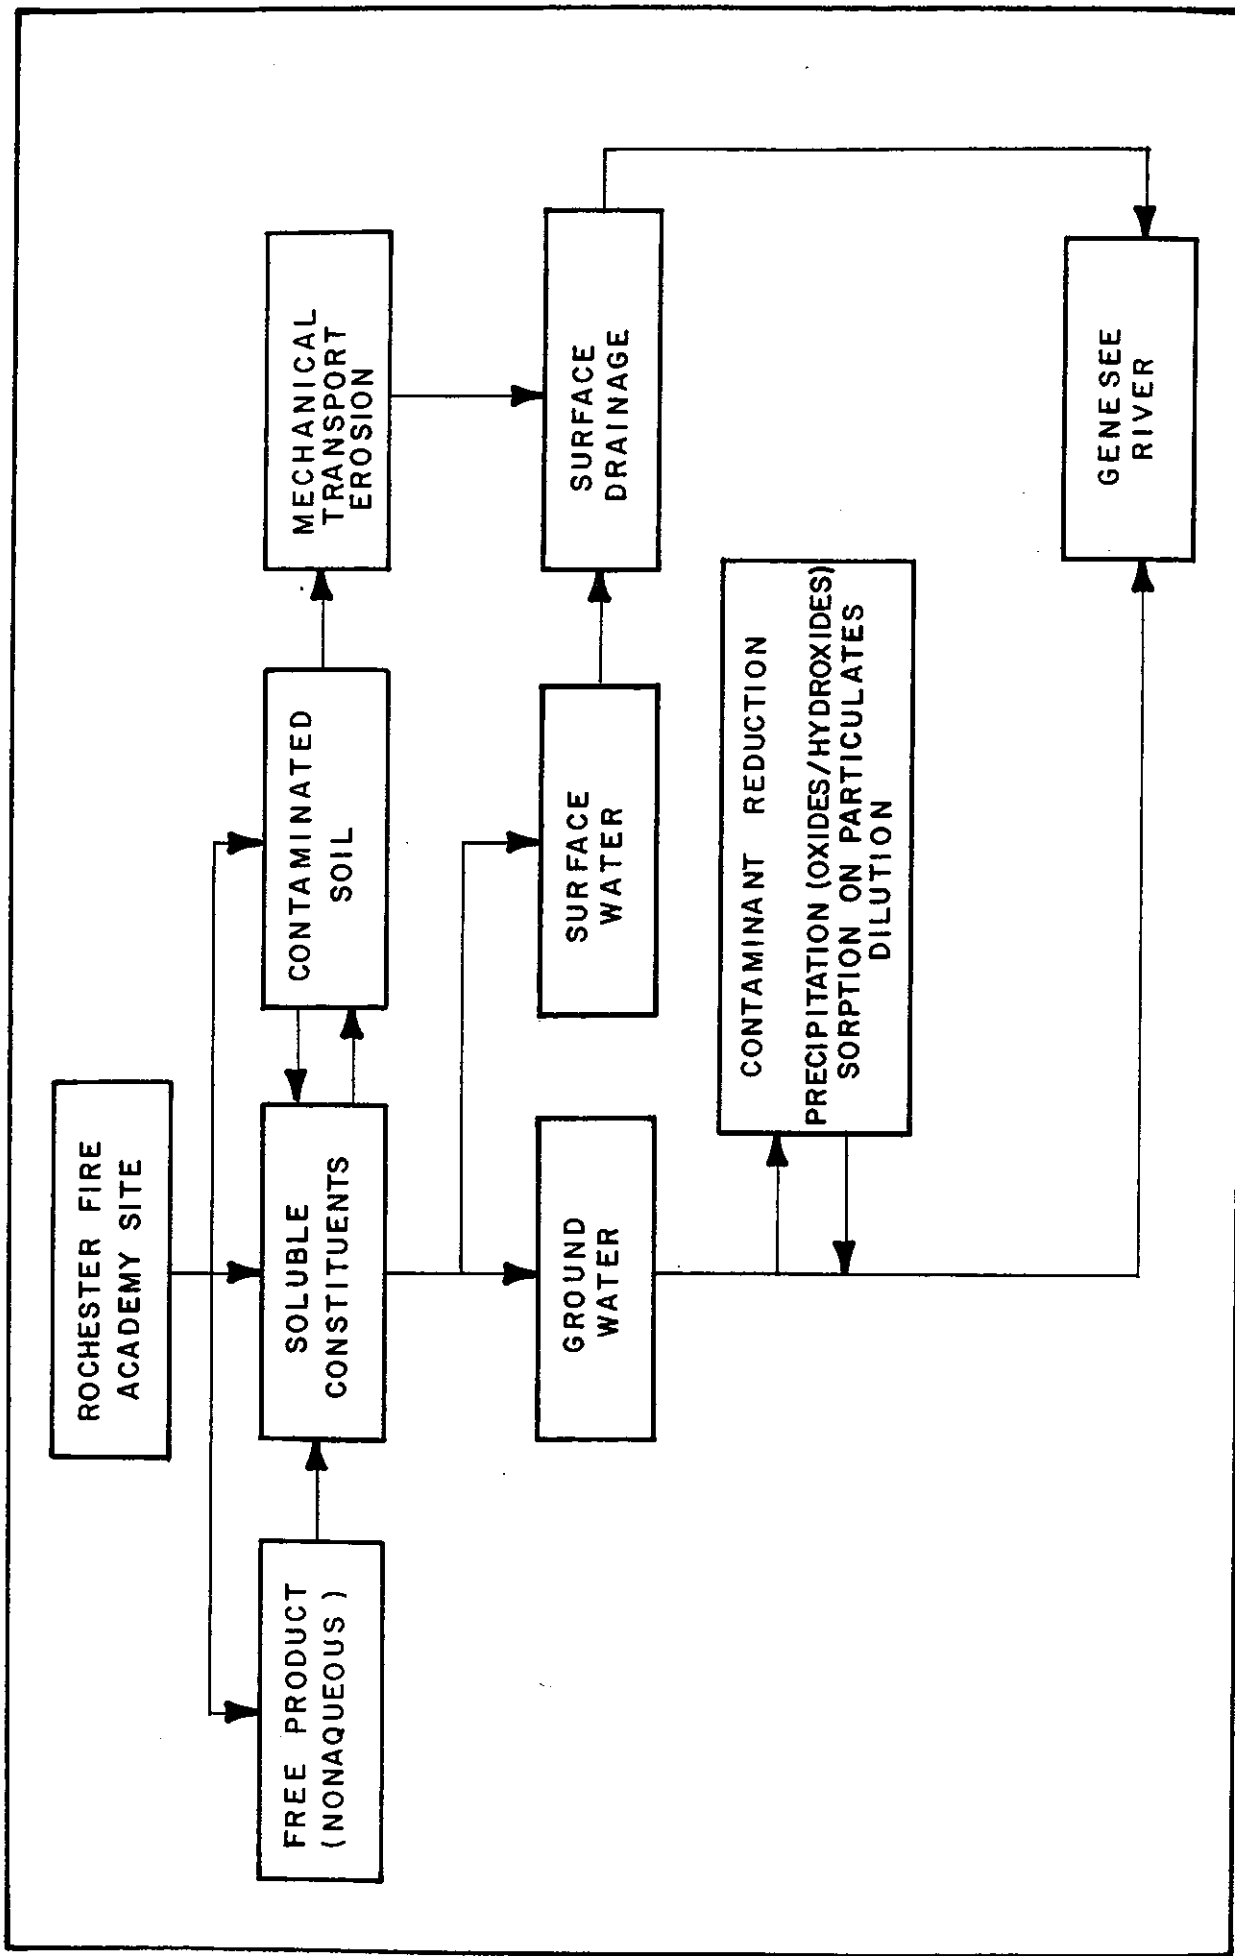 ROCHESTER FIRE
ACADEMY SITE
FREE PRODUCT
(NONAQUEOUS)
SOLUBLE
CONSTITUENTS
CONTAMINATED
SOIL
MECHANICAL
TRANSPORT
EROSION
GROUND
WATER
SURFACE
WATER
SURFACE
DRAINAGE
CONTAMINANT REDUCTION
PRECIPITATION (OXIDES/HYDROXIDES)
SORPTION ON PARTICULATES
DILUTION
GENESEE
RIVER